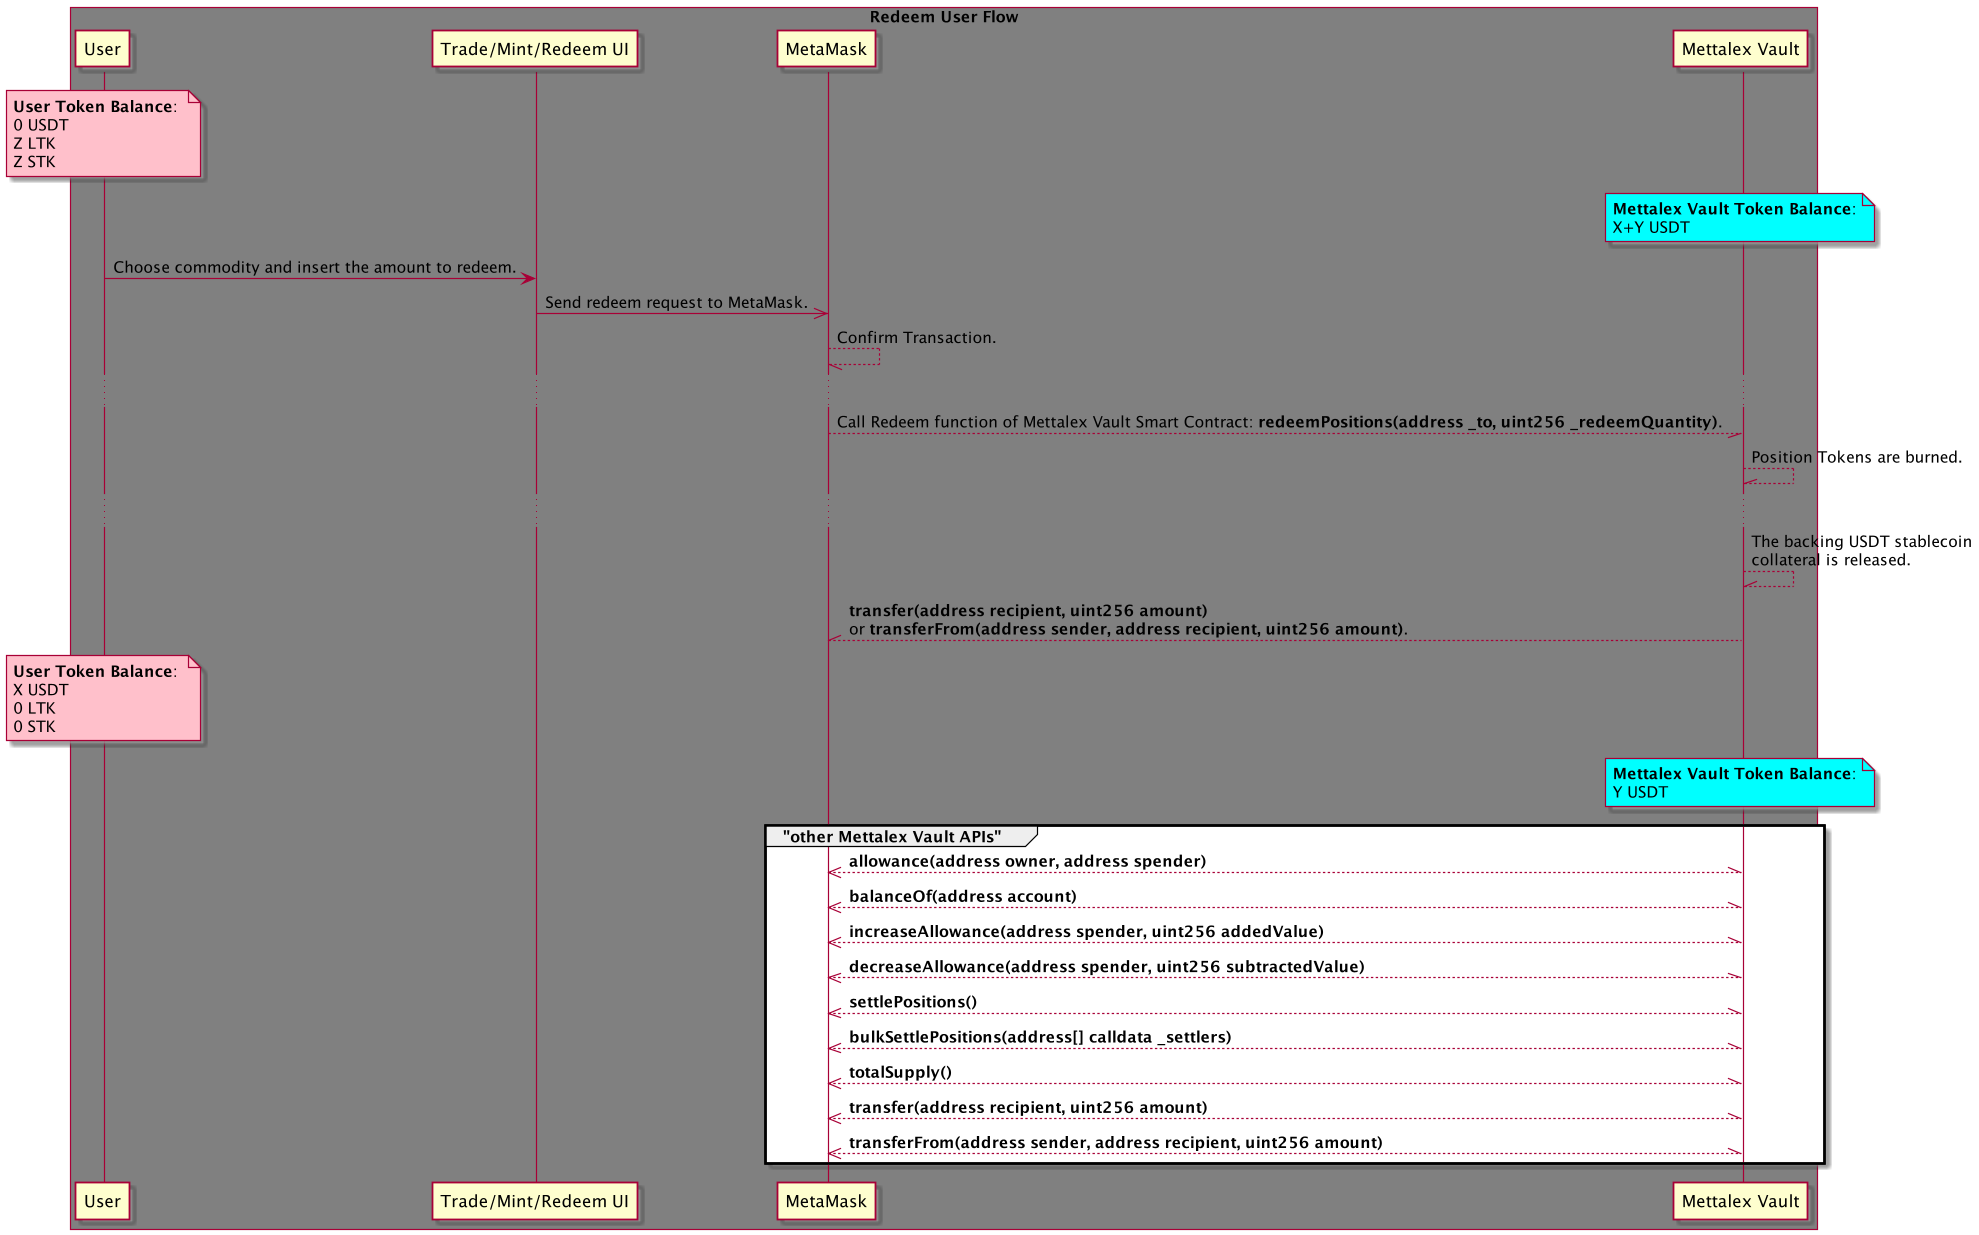 Redeem User Flow
User
Trade/Mint/Redeem UI
MetaMask
Mettalex Vault
User Token Balance:
0 USDT
Z LTK
Z STK
Mettalex Vault Token Balance:
X+Y USDT
Choose commodity and insert the amount to redeem.
Send redeem request to MetaMask.
Confirm Transaction.
Call Redeem function of Mettalex Vault Smart Contract: redeemPositions(address _to, uint256 _redeemQuantity).
Position Tokens are burned.
The backing USDT stablecoin
collateral is released.
transfer(address recipient, uint256 amount)
or transferFrom(address sender, address recipient, uint256 amount).
User Token Balance:
X USDT
0 LTK
0 STK
Mettalex Vault Token Balance:
Y USDT
"other Mettalex Vault APIs"
allowance(address owner, address spender)
balanceOf(address account)
increaseAllowance(address spender, uint256 addedValue)
decreaseAllowance(address spender, uint256 subtractedValue)
settlePositions()
bulkSettlePositions(address[] calldata _settlers)
totalSupply()
transfer(address recipient, uint256 amount)
transferFrom(address sender, address recipient, uint256 amount)
User
Trade/Mint/Redeem UI
MetaMask
Mettalex Vault